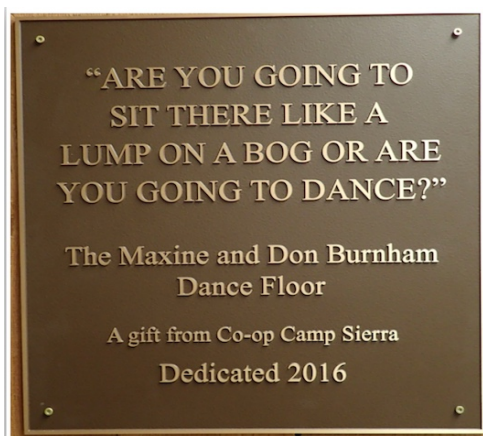 “ARE YOU GOING TO
SIT THERE LIKE A
LUMP ON A BOG OR ARE
YOU GOING TO DANCE?”
The Maxine and Don Burnham
Dance Floor
A gift from Co-op Camp Sierra
Dedicated 2016